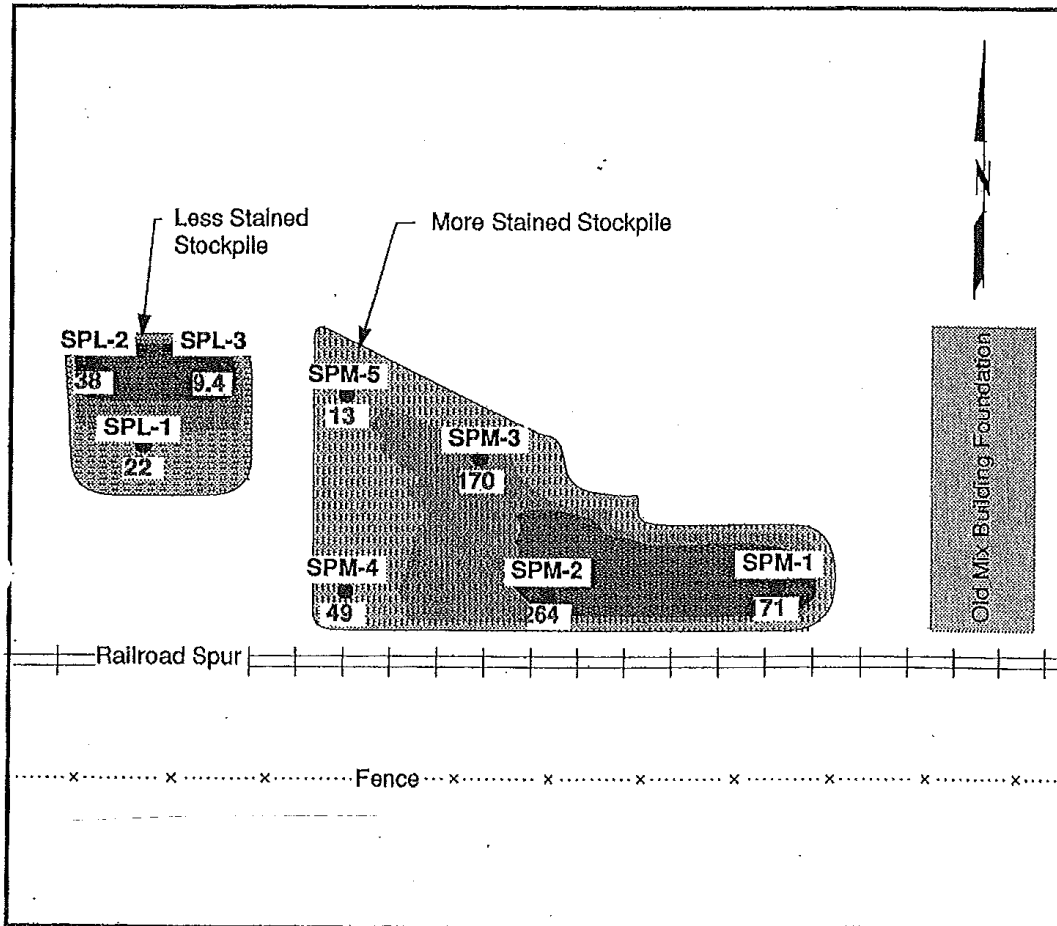 N
Less Stained
Stockpile
More Stained Stockpile
SPL-2
SPL-3
38
9.4
SPL-1
22
SPM-5
13
SPM-3
170
SPM-4
49
SPM-2
264
SPM-1
171
Old Mix Building Foundation
Railroad Spur
Fence